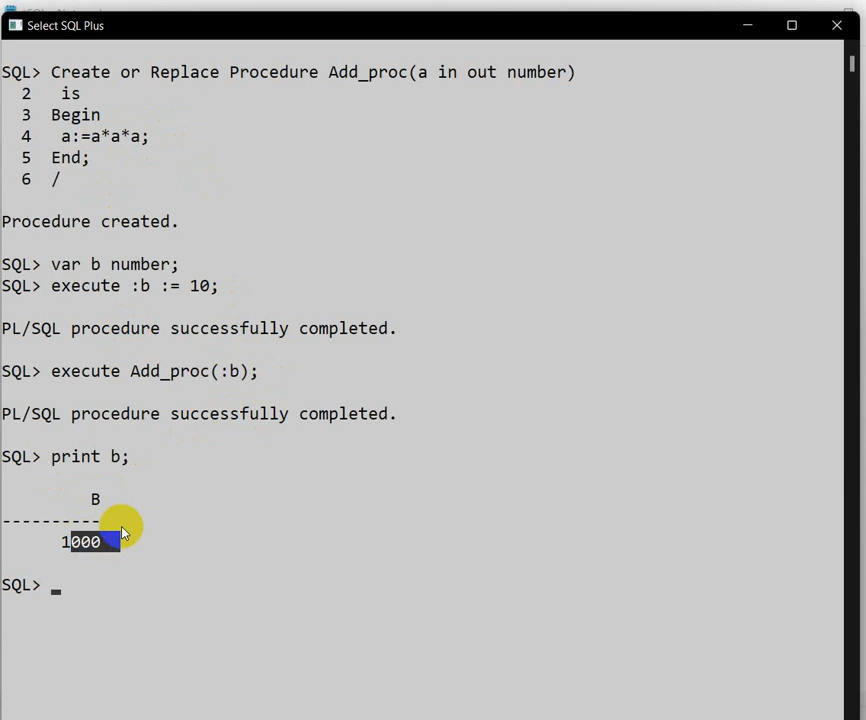 Select SQL Plus
SQL> Create or Replace Procedure Add_proc(a in out number)
2 is
3 Begin
4 a:=a*a*a;
5 End;
6 /
Procedure created.
SQL> var b number;
SQL> execute :b := 10;
PL/SQL procedure successfully completed.
SQL> execute Add_proc(:b);
PL/SQL procedure successfully completed.
SQL> print b;
B
----------
1000
SQL>